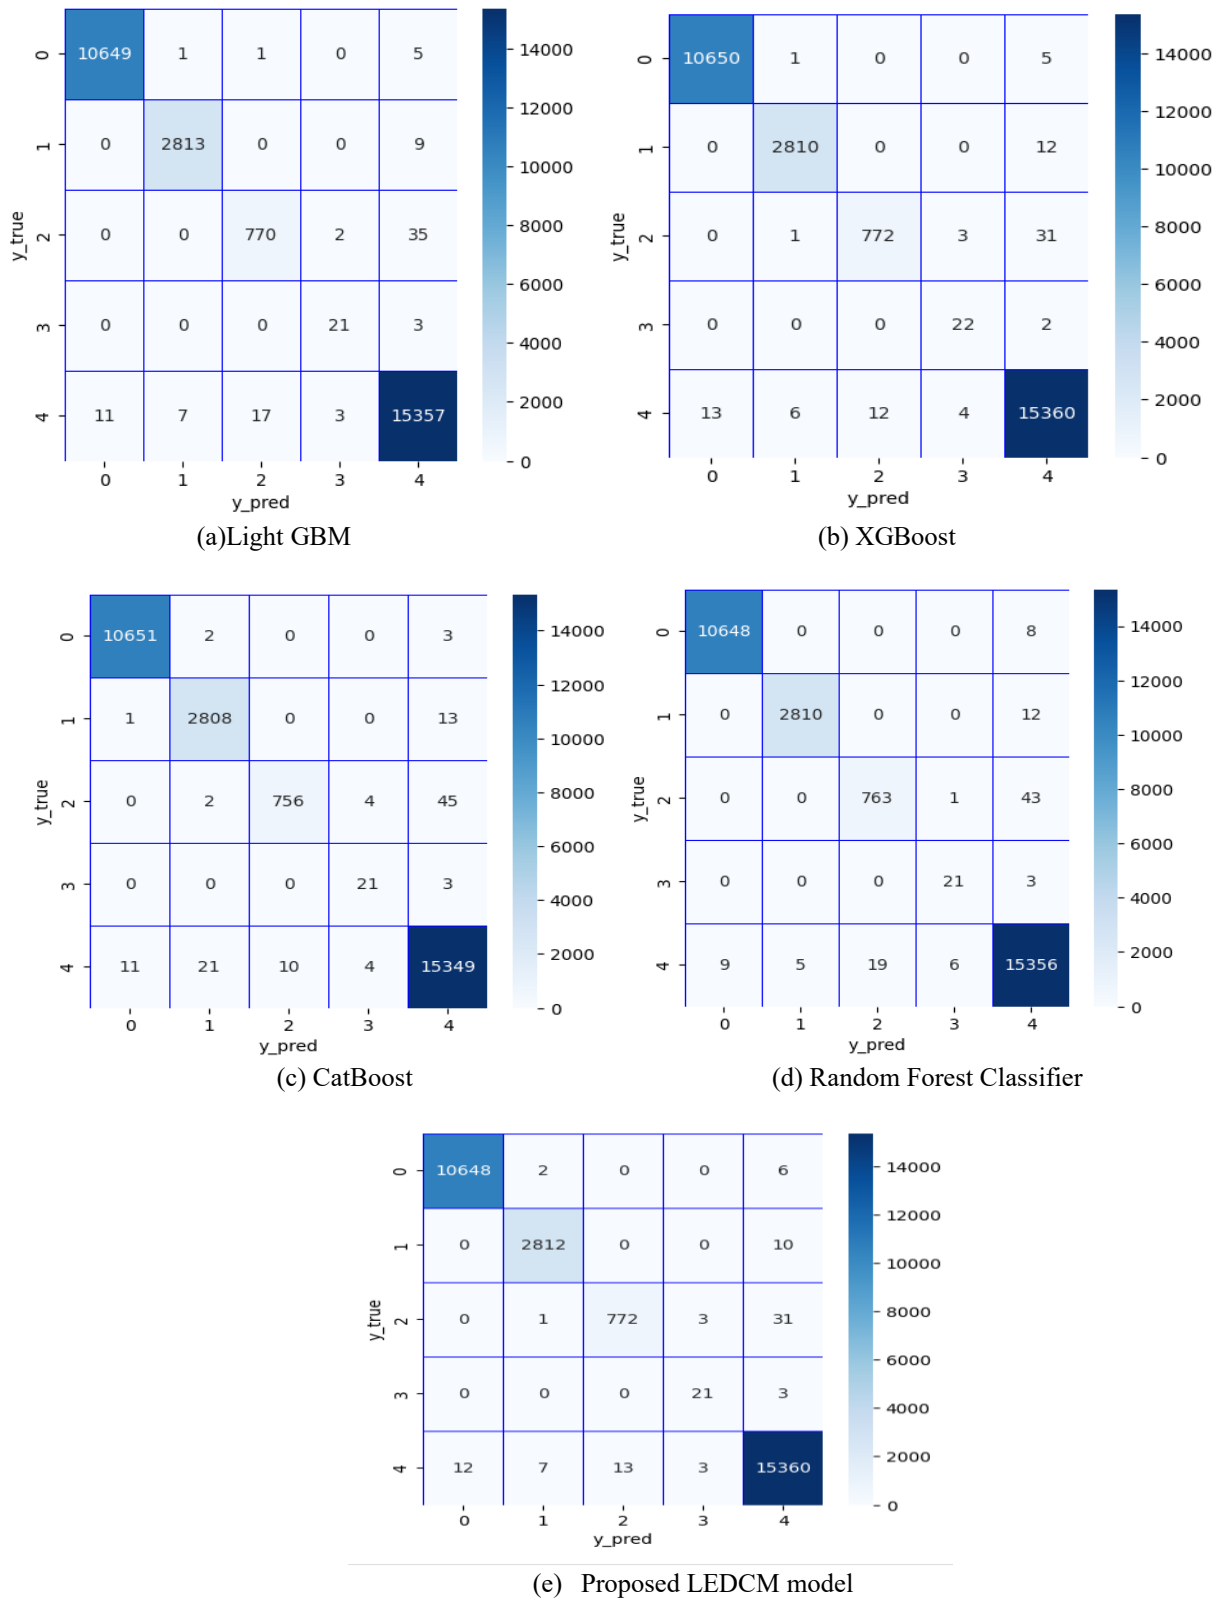 0 10649 1 1 0 5
1 0 2813 0 0 9
2 0 0 770 2 35
3 0 0 0 21 3
4 11 7 17 3 15357
0 1 2 3 4
y_pred
y_true
14000
12000
10000
8000
6000
4000
2000
0
(a)Light GBM
0 10650 1 0 0 5
1 0 2810 0 0 12
2 0 1 772 3 31
3 0 0 0 22 2
4 13 6 12 4 15360
0 1 2 3 4
y_pred
y_true
14000
12000
10000
8000
6000
4000
2000
0
(b) XGBoost
0 10651 2 0 0 3
1 1 2808 0 0 13
2 0 2 756 4 45
3 0 0 0 21 3
4 11 21 10 4 15349
0 1 2 3 4
y_pred
y_true
14000
12000
10000
8000
6000
4000
2000
0
(c) CatBoost
0 10648 0 0 0 8
1 0 2810 0 0 12
2 0 0 763 1 43
3 0 0 0 21 3
4 9 5 19 6 15356
0 1 2 3 4
y_pred
y_true
14000
12000
10000
8000
6000
4000
2000
0
(d) Random Forest Classifier
0 10648 2 0 0 6
1 0 2812 0 0 10
2 0 1 772 3 31
3 0 0 0 21 3
4 12 7 13 3 15360
0 1 2 3 4
y_pred
y_true
14000
12000
10000
8000
6000
4000
2000
0
(e) Proposed LEDCM model